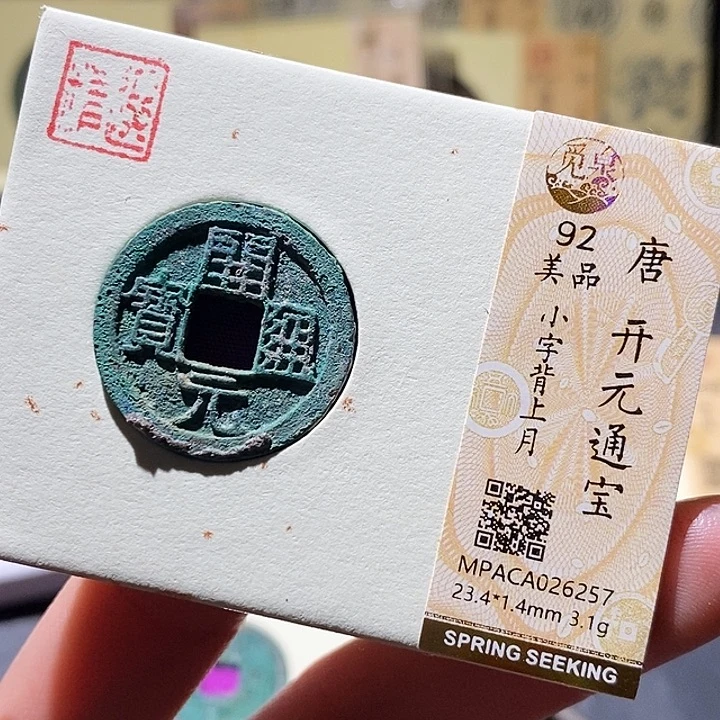 開元通寶
覓泉
92
美品
唐 开元通宝
小字背上月
MPACA026257
23.4*1.4mm 3.1g
SPRING SEEKING